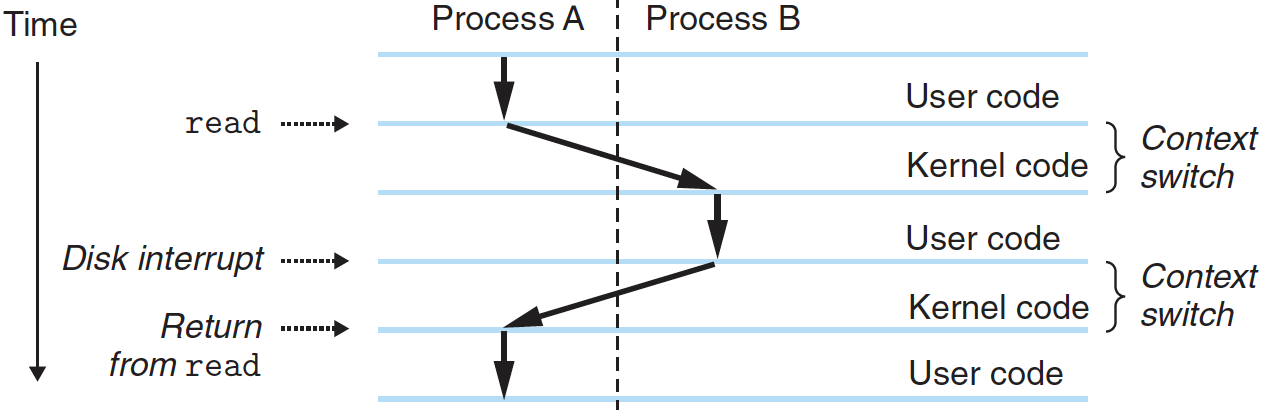 Time
Process A
Process B
User code
read
Kernel code
Context
switch
User code
Disk interrupt
Kernel code
Context
switch
Return
from read
User code